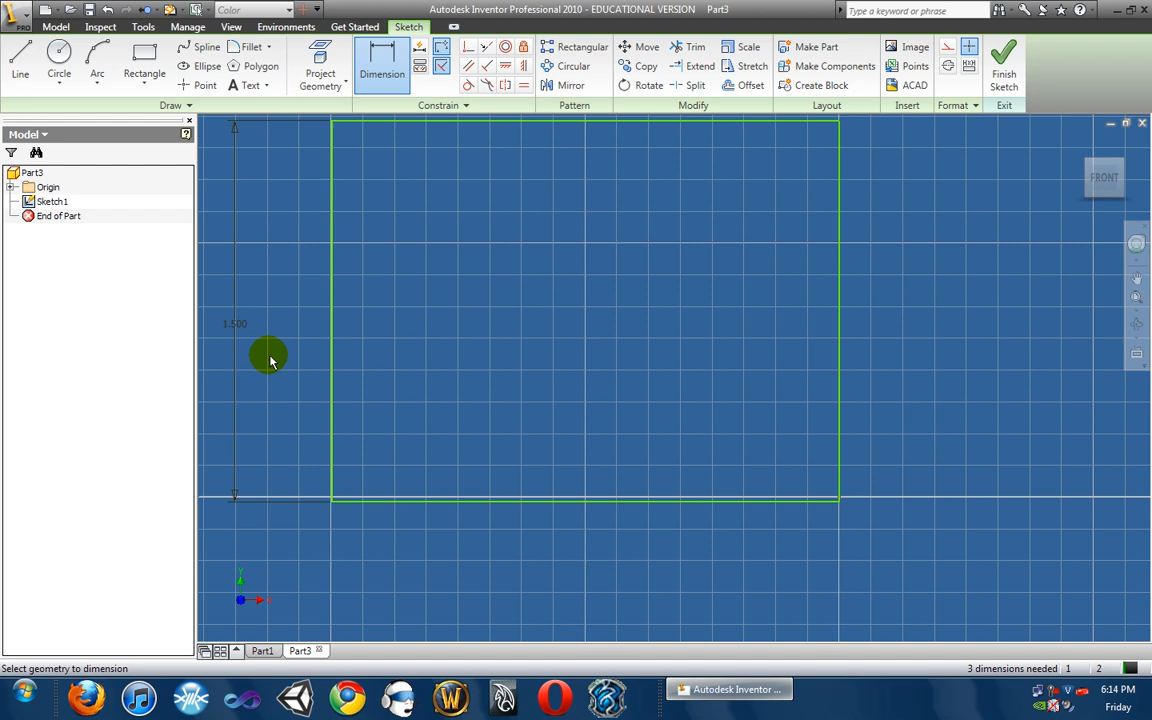 Color
Autodesk Inventor Professional 2010 - EDUCATIONAL VERSION Part3
Type a keyword or phrase
PRO
Model Inspect Tools Manage View Environments Get Started Sketch
Line Circle Arc Rectangle
Spline Fillet
Ellipse Polygon
Point Text
Project Geometry
Dimension
Rectangular
Circular
Mirror
Move Trim Scale
Copy Extend Stretch
Rotate Split Offset
Make Part
Make Components
Create Block
Image
Points
ACAD
Finish Sketch
Draw Constrain Pattern Modify Layout Insert Format Exit
Model
Part3
Origin
Sketch1
End of Part
FRONT
1.500
Y
X
Part1 Part3
Select geometry to dimension
3 dimensions needed 1 2
Autodesk Inventor ...
6:14 PM
Friday